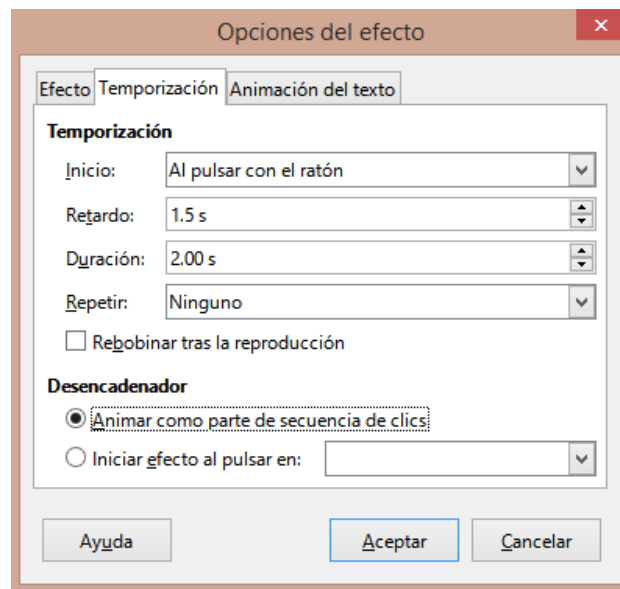 Opciones del efecto
Efecto Temporización Animación del texto
Temporización
Inicio: Al pulsar con el ratón
Retardo: 1.5 s
Duración: 2.00 s
Repetir: Ninguno
Rebobinar tras la reproducción
Desencadenador
Animar como parte de secuencia de clics
Iniciar efecto al pulsar en:
Ayuda Aceptar Cancelar